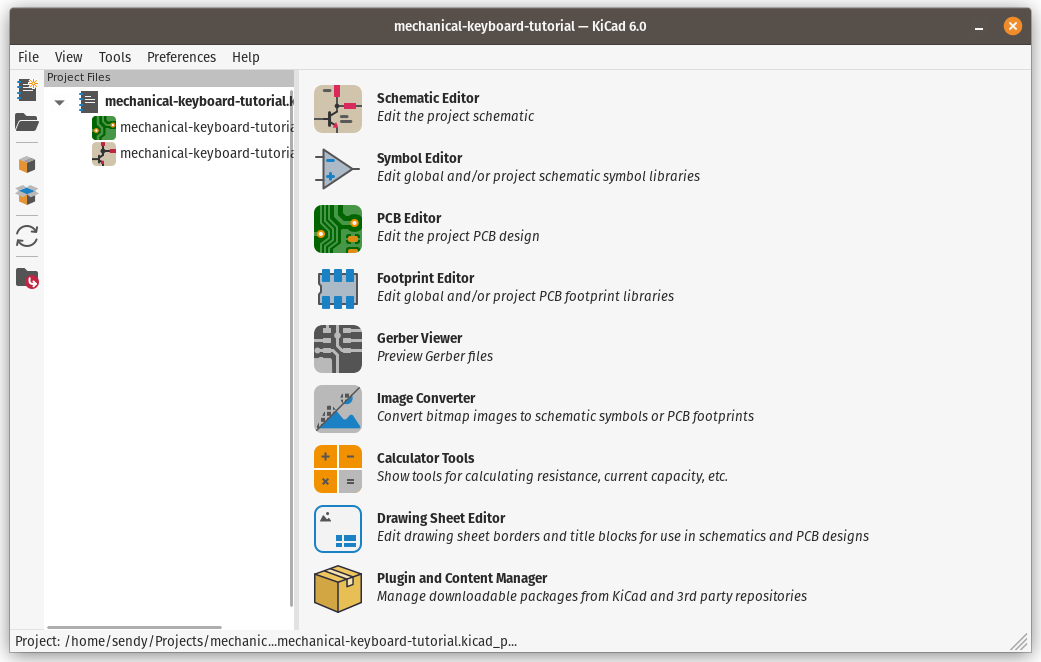 mechanical-keyboard-tutorial — KiCad 6.0
File View Tools Preferences Help
Project Files
mechanical-keyboard-tutorial.k
mechanical-keyboard-tutoria
mechanical-keyboard-tutoria
Schematic Editor
Edit the project schematic
Symbol Editor
Edit global and/or project schematic symbol libraries
PCB Editor
Edit the project PCB design
Footprint Editor
Edit global and/or project PCB footprint libraries
Gerber Viewer
Preview Gerber files
Image Converter
Convert bitmap images to schematic symbols or PCB footprints
Calculator Tools
Show tools for calculating resistance, current capacity, etc.
Drawing Sheet Editor
Edit drawing sheet borders and title blocks for use in schematics and PCB designs
Plugin and Content Manager
Manage downloadable packages from KiCad and 3rd party repositories
Project: /home/sendy/Projects/mechanic...mechanical-keyboard-tutorial.kicad_p...